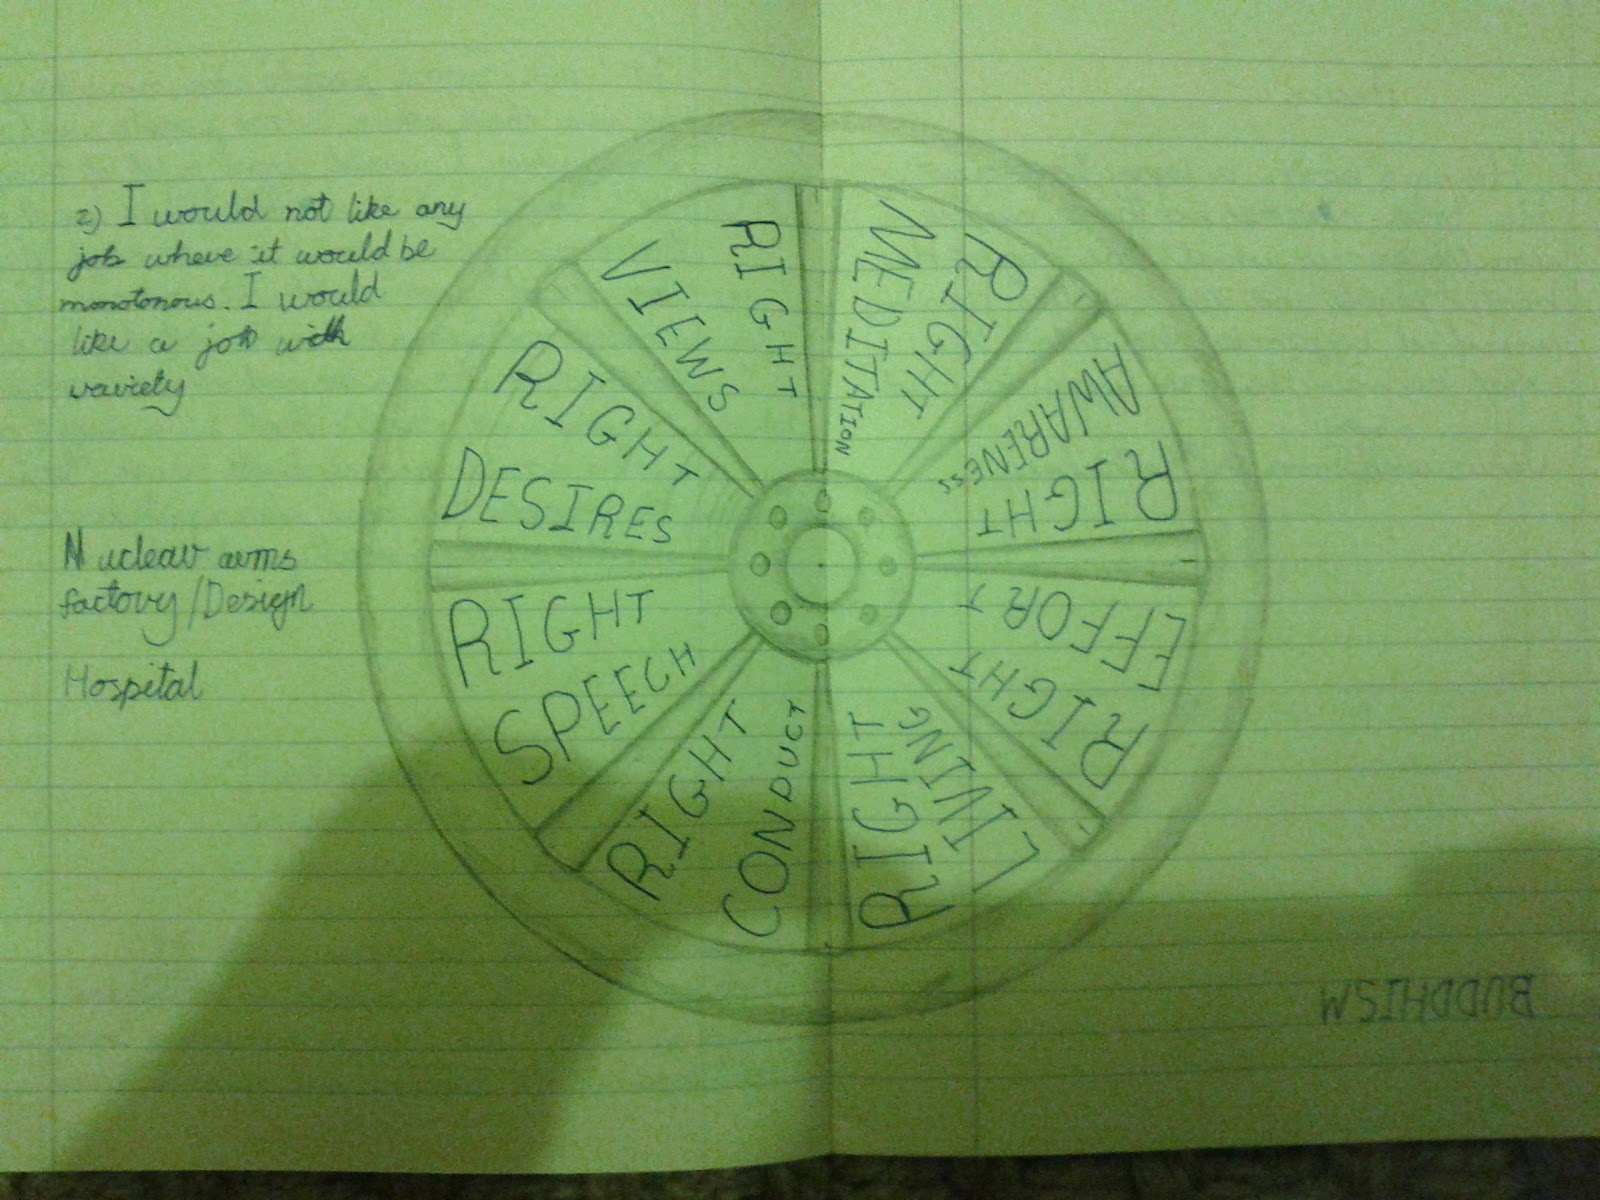 2) I would not like any
job where it would be
monotonous. I would
like a job with
variety
Nuclear arms
factory/Design
Hospital
RIGHT
VIEWS
RIGHT
DESIRES
RIGHT
SPEECH
RIGHT
CONDUCT
RIGHT
LIVING
RIGHT
EFFORT
RIGHT
AWARENESS
RIGHT
MEDITATION
BUDDHISM